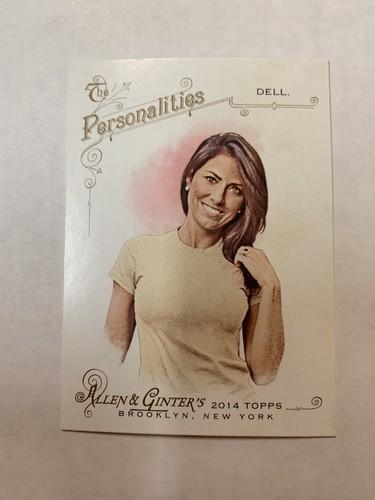 The
Personalities
DELL.
ALLEN & GINTER'S 2014 TOPPS
BROOKLYN, NEW YORK